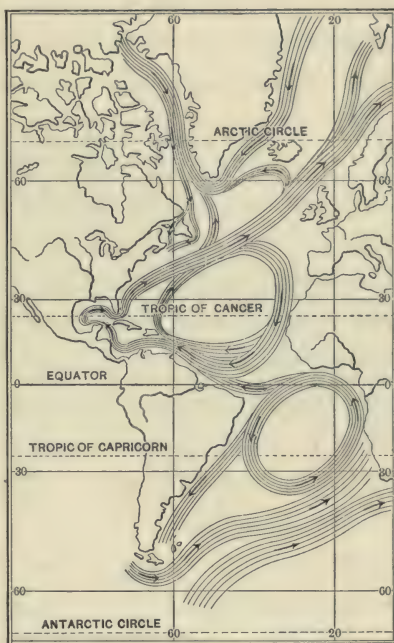 60 20
ARCTIC CIRCLE
60 60
30 30
TROPIC OF CANCER
EQUATOR
0 0
TROPIC OF CAPRICORN
30 30
60 60
ANTARCTIC CIRCLE
60 20